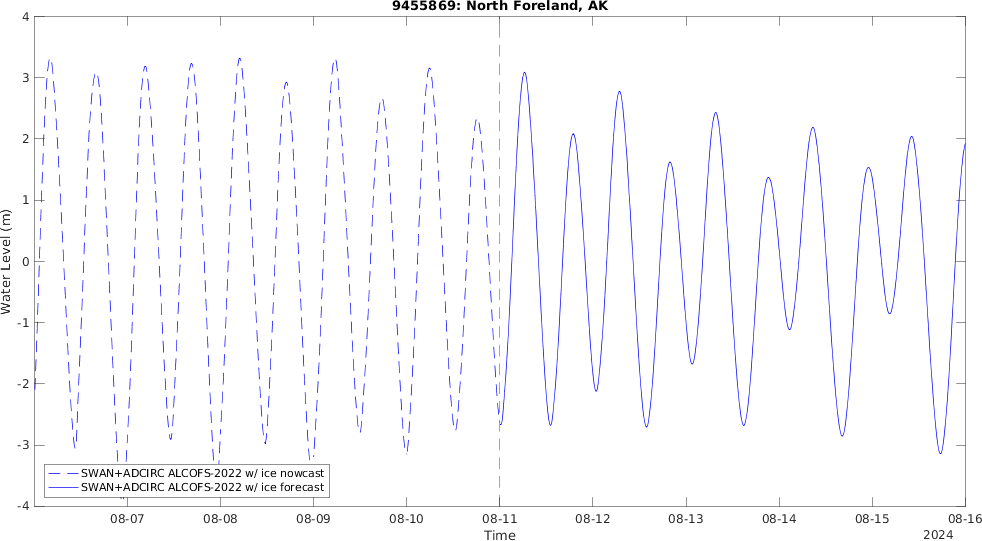 9455869: North Foreland, AK
4
3
2
1
0
-1
-2
-3
-4
Water Level (m)
SWAN+ADCIRC ALCOFS-2022 w/ ice nowcast
SWAN+ADCIRC ALCOFS-2022 w/ ice forecast
08-07 08-08 08-09 08-10 08-11 08-12 08-13 08-14 08-15 08-16
Time
2024